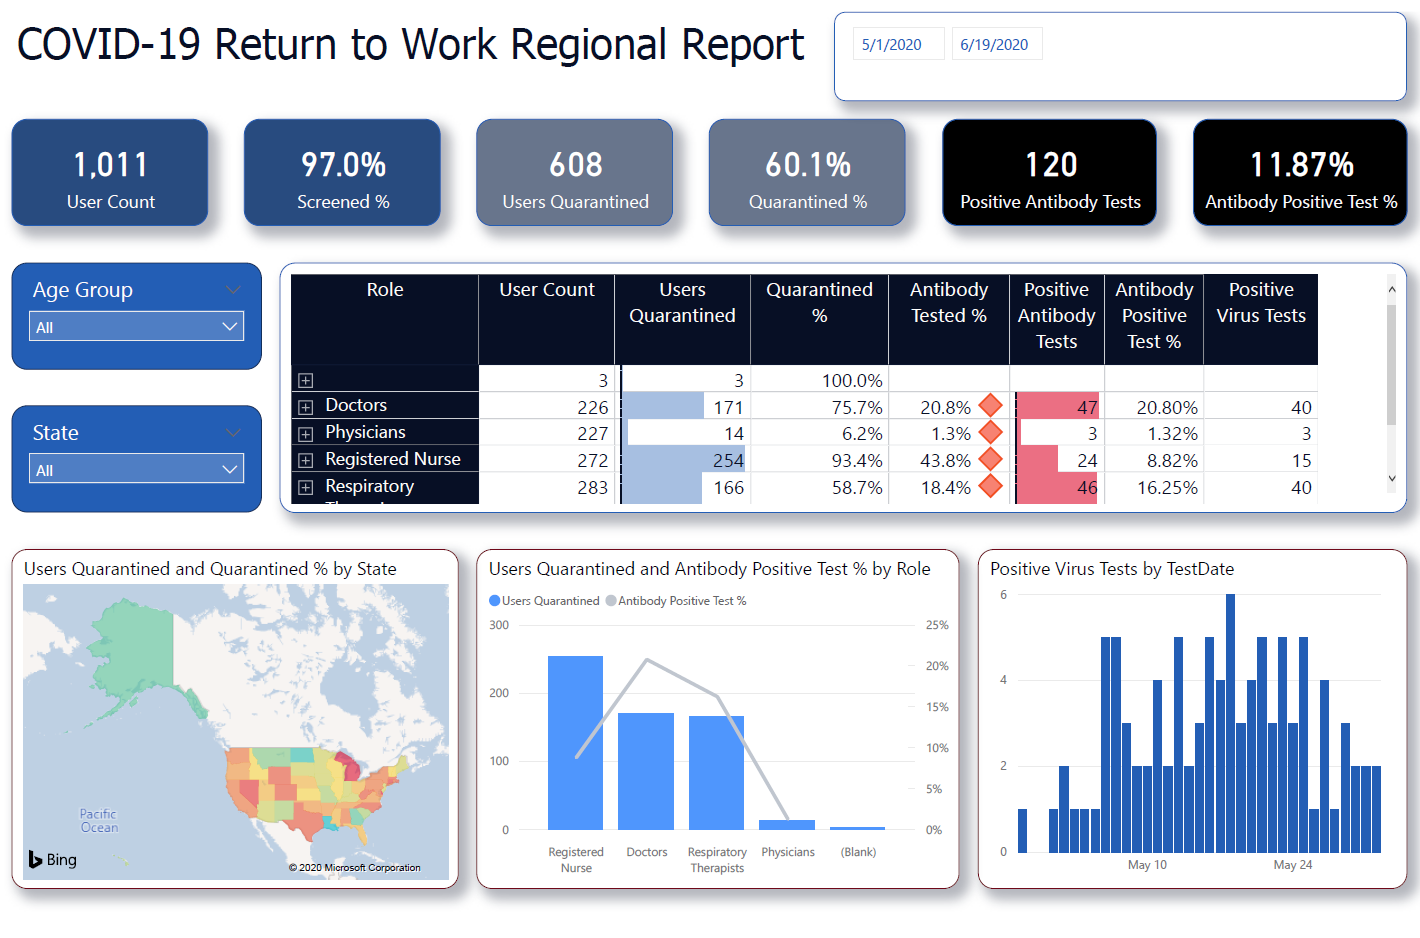 COVID-19 Return to Work Regional Report
5/1/2020 6/19/2020
1,011
User Count
97.0%
Screened %
608
Users Quarantined
60.1%
Quarantined %
120
Positive Antibody Tests
11.87%
Antibody Positive Test %
Age Group
All
State
All
Role User Count Users Quarantined Quarantined % Antibody Tested % Positive Antibody Tests Antibody Positive Test % Positive Virus Tests
3 3 100.0%
Doctors 226 171 75.7% 20.8% 47 20.80% 40
Physicians 227 14 6.2% 1.3% 3 1.32% 3
Registered Nurse 272 254 93.4% 43.8% 24 8.82% 15
Respiratory 283 166 58.7% 18.4% 46 16.25% 40
Users Quarantined and Quarantined % by State
Pacific
Ocean
Bing
© 2020 Microsoft Corporation
Users Quarantined and Antibody Positive Test % by Role
Users Quarantined Antibody Positive Test %
300 25%
20%
200
15%
100 10%
5%
0 0%
Registered Nurse
Doctors
Respiratory Therapists
Physicians
(Blank)
Positive Virus Tests by TestDate
6
4
2
0
May 10 May 24